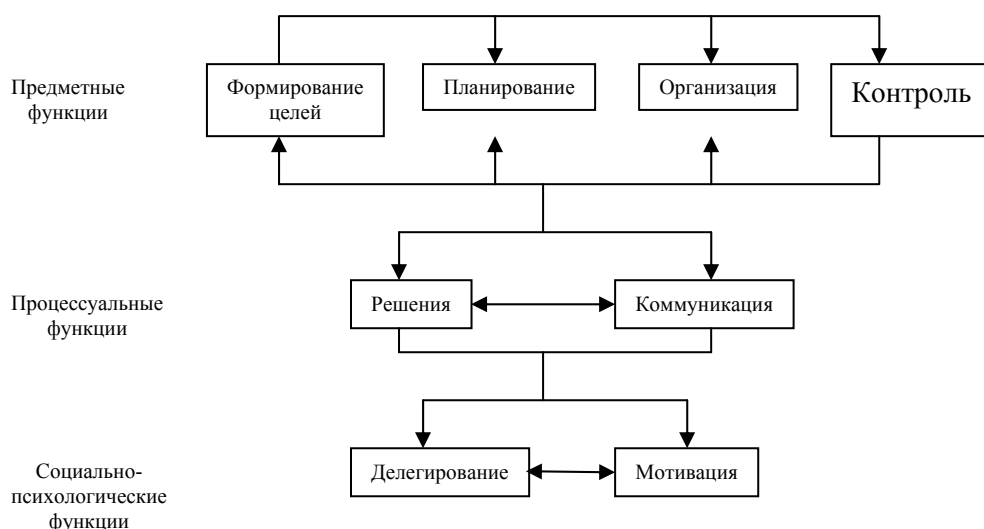 Предметные
функции
Формирование
целей
Планирование
Организация
Контроль
Процессуальные
функции
Решения
Коммуникация
Социально-
психологические
функции
Делегирование
Мотивация